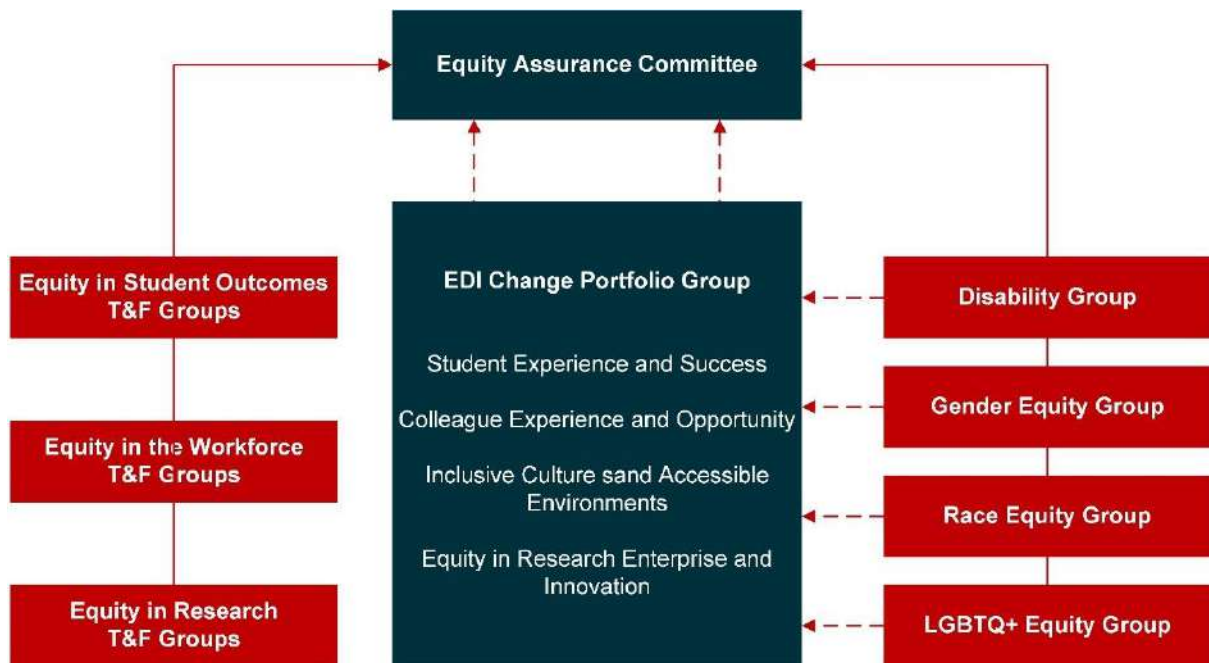 Equity Assurance Committee
Equity in Student Outcomes
T&F Groups
Equity in the Workforce
T&F Groups
Equity in Research
T&F Groups
EDI Change Portfolio Group
Student Experience and Success
Colleague Experience and Opportunity
Inclusive Culture sand Accessible
Environments
Equity in Research Enterprise and
Innovation
Disability Group
Gender Equity Group
Race Equity Group
LGBTQ+ Equity Group